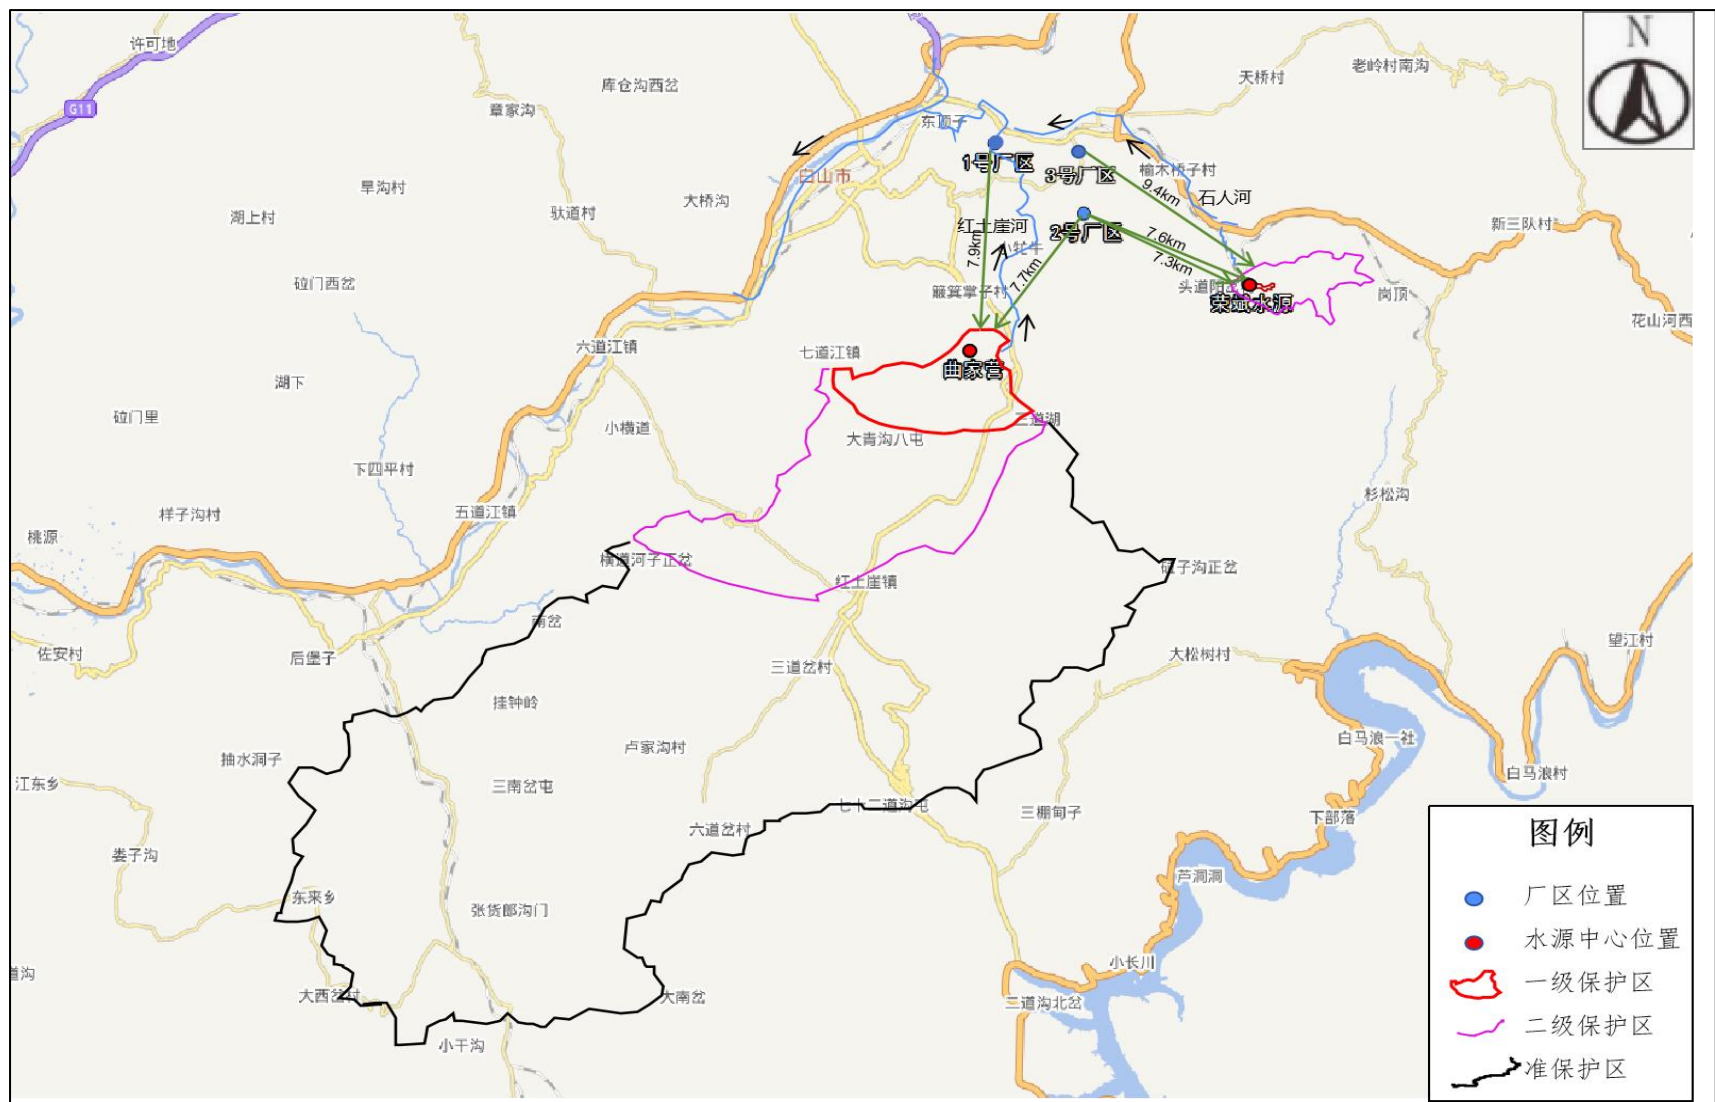 N
许可地
G11
章家沟
库仓沟西岔
天桥村
老岭村南沟
东顶子
1号厂区
3号厂区
榆木桥子村
9.4km
石人河
白山市
旱沟村
湖上村
驮道村
大桥沟
红土崖河
2号厂区
新三队村
7.9km
7.7km
7.6km
7.3km
簸箕掌子村
砬门西岔
岗顶
荣斌水源
花山河西
六道江镇
七道江镇
曲家营
湖下
砬门里
小横道
大青沟八屯
三道湖
下四平村
样子沟村
五道江镇
杉松沟
桃源
横道河子正岔
红土崖镇
南岔
佐安村
后堡子
三道岔村
大松树村
望江村
挂钟岭
抽水洞子
卢家沟村
白马浪一社
江东乡
三南岔屯
白马浪村
七十二道沟屯
三棚甸子
下部落
六道岔村
娄子沟
东来乡
张货郎沟门
芦洞洞
道沟
大西岔村
大南岔
小长川
二道沟北岔
小干沟
图例
厂区位置
水源中心位置
一级保护区
二级保护区
准保护区